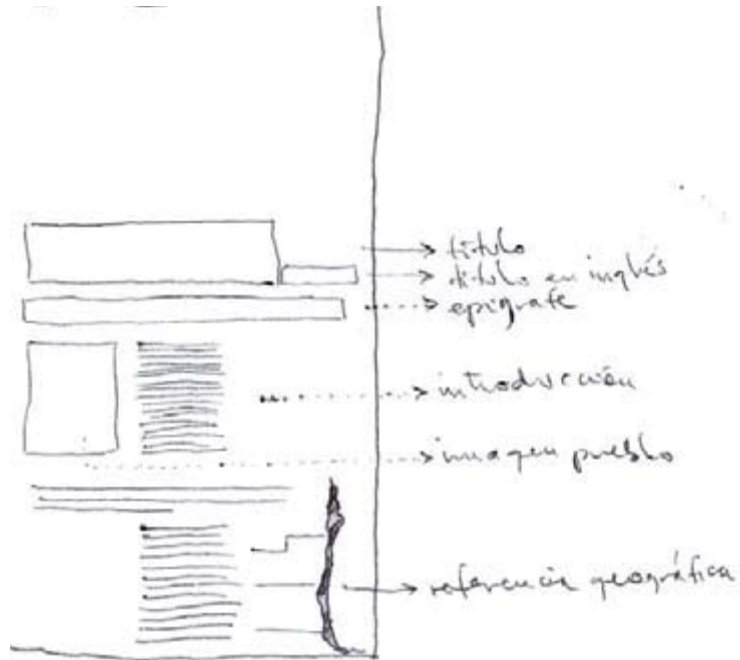 título
título en inglés
epígrafe
introducción
imagen pueblo
referencia geográfica